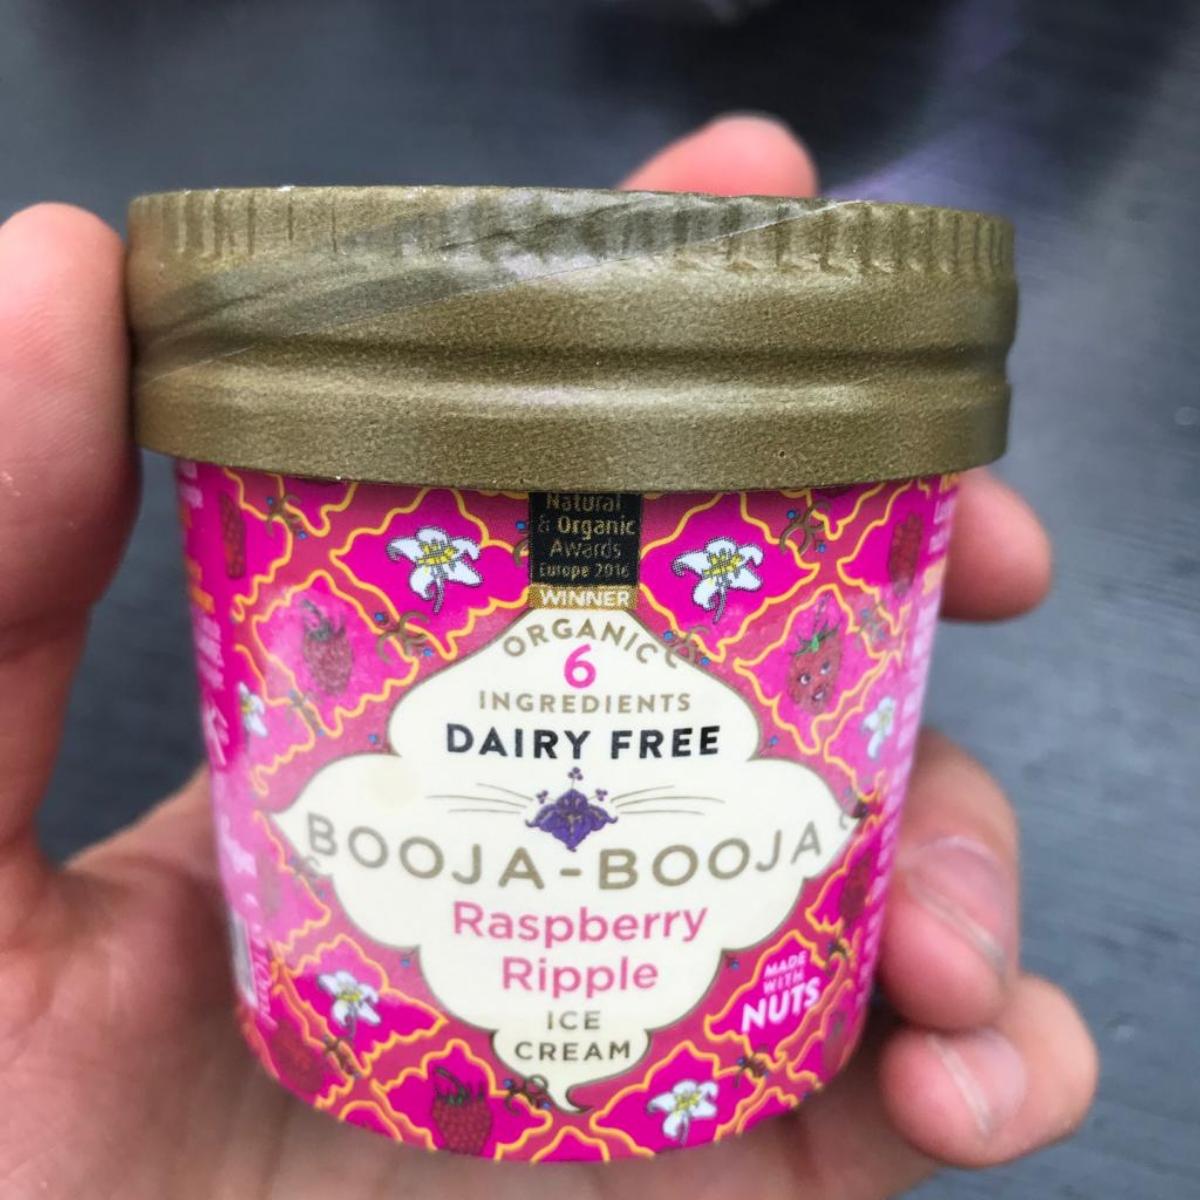 Natural
& Organic
Awards
Europe 2016
WINNER
ORGANIC
6
INGREDIENTS
DAIRY FREE
BOOJA-BOOJA
Raspberry
Ripple
ICE
CREAM
MADE
WITH
NUTS